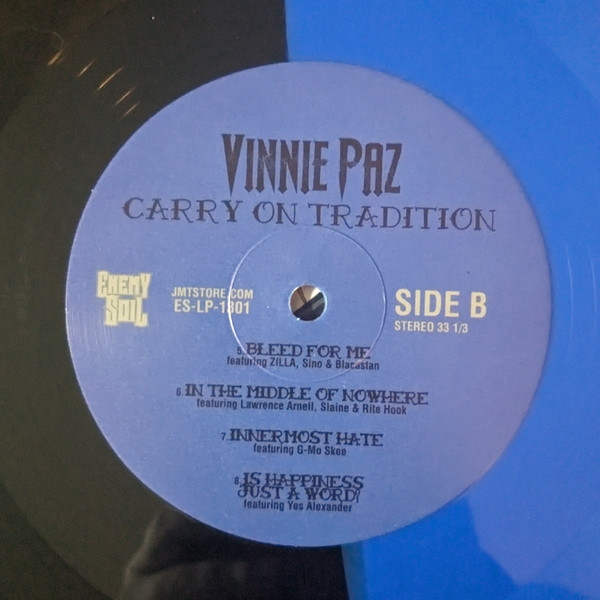 VINNIE PAZ
CARRY ON TRADITION
ENEMY
SOIL
JMTSTORE.COM
ES-LP-1801
SIDE B
STEREO 33 1/3
5. BLEED FOR ME
featuring ZILLA, Sino & Blacastan
6. IN THE MIDDLE OF NOWHERE
featuring Lawrence Arnell, Slaine & Rite Hook
7. INNERMOST HATE
featuring G-Mo Skee
8. IS HAPPINESS
JUST A WORD?
featuring Yes Alexander